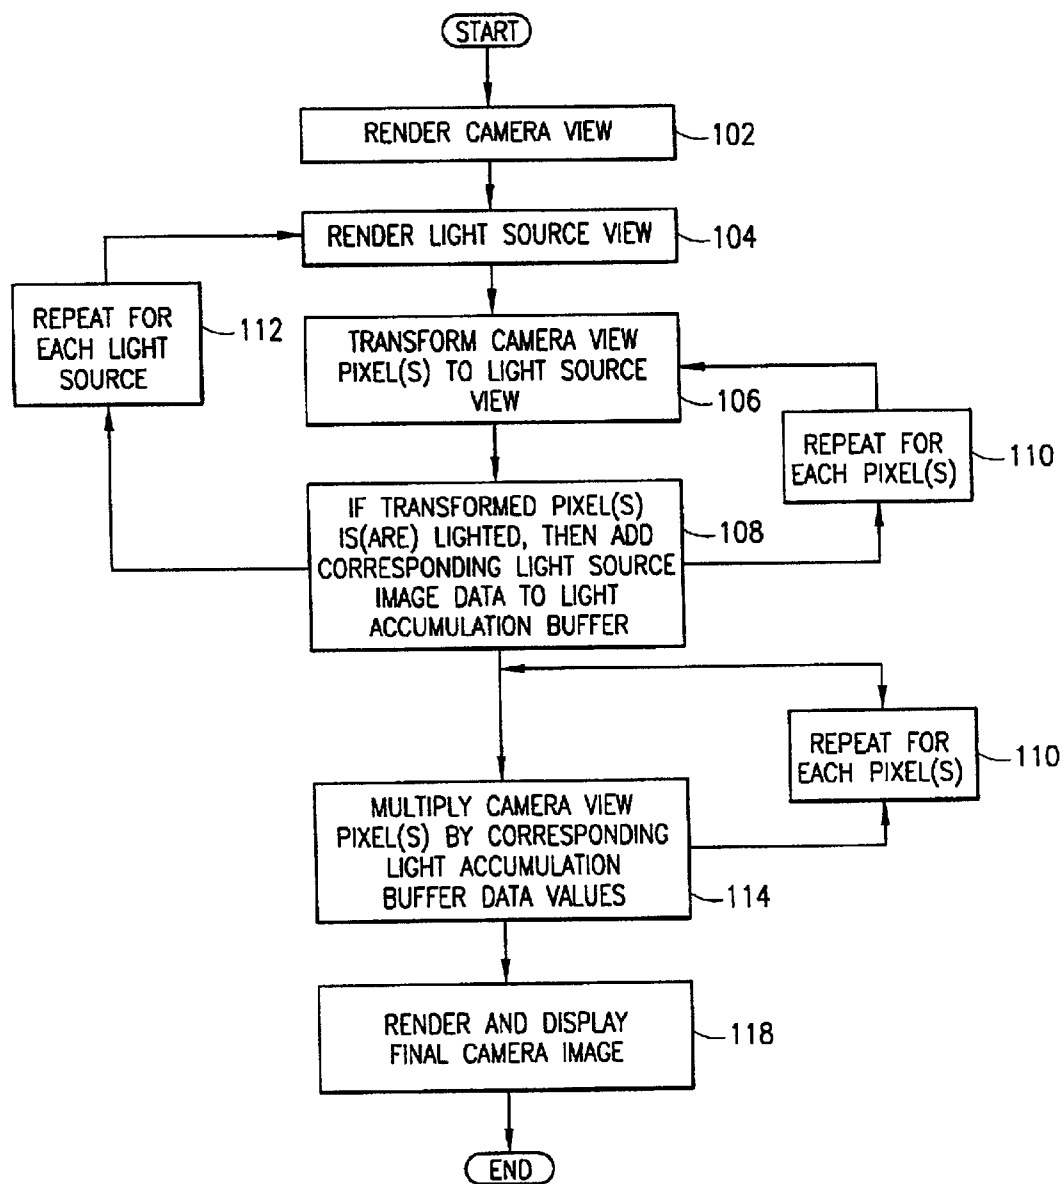 START
RENDER CAMERA VIEW
102
RENDER LIGHT SOURCE VIEW
104
REPEAT FOR
EACH LIGHT
SOURCE
112
TRANSFORM CAMERA VIEW
PIXEL(S) TO LIGHT SOURCE
VIEW
106
REPEAT FOR
EACH PIXEL(S)
110
IF TRANSFORMED PIXEL(S)
IS(ARE) LIGHTED, THEN ADD
CORRESPONDING LIGHT SOURCE
IMAGE DATA TO LIGHT
ACCUMULATION BUFFER
108
REPEAT FOR
EACH PIXEL(S)
110
MULTIPLY CAMERA VIEW
PIXEL(S) BY CORRESPONDING
LIGHT ACCUMULATION
BUFFER DATA VALUES
114
RENDER AND DISPLAY
FINAL CAMERA IMAGE
118
END